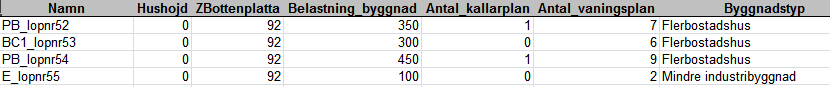 Namn Hushojd ZBottenplatta Belastning_byggnad Antal_kallarplan Antal_vaningsplan Byggnadstyp
PB_lopnr52 0 92 350 1 7 Flerbostadshus
BC1_lopnr53 0 92 300 0 6 Flerbostadshus
PB_lopnr54 0 92 450 1 9 Flerbostadshus
E_lopnr55 0 92 100 0 2 Mindre industribyggnad